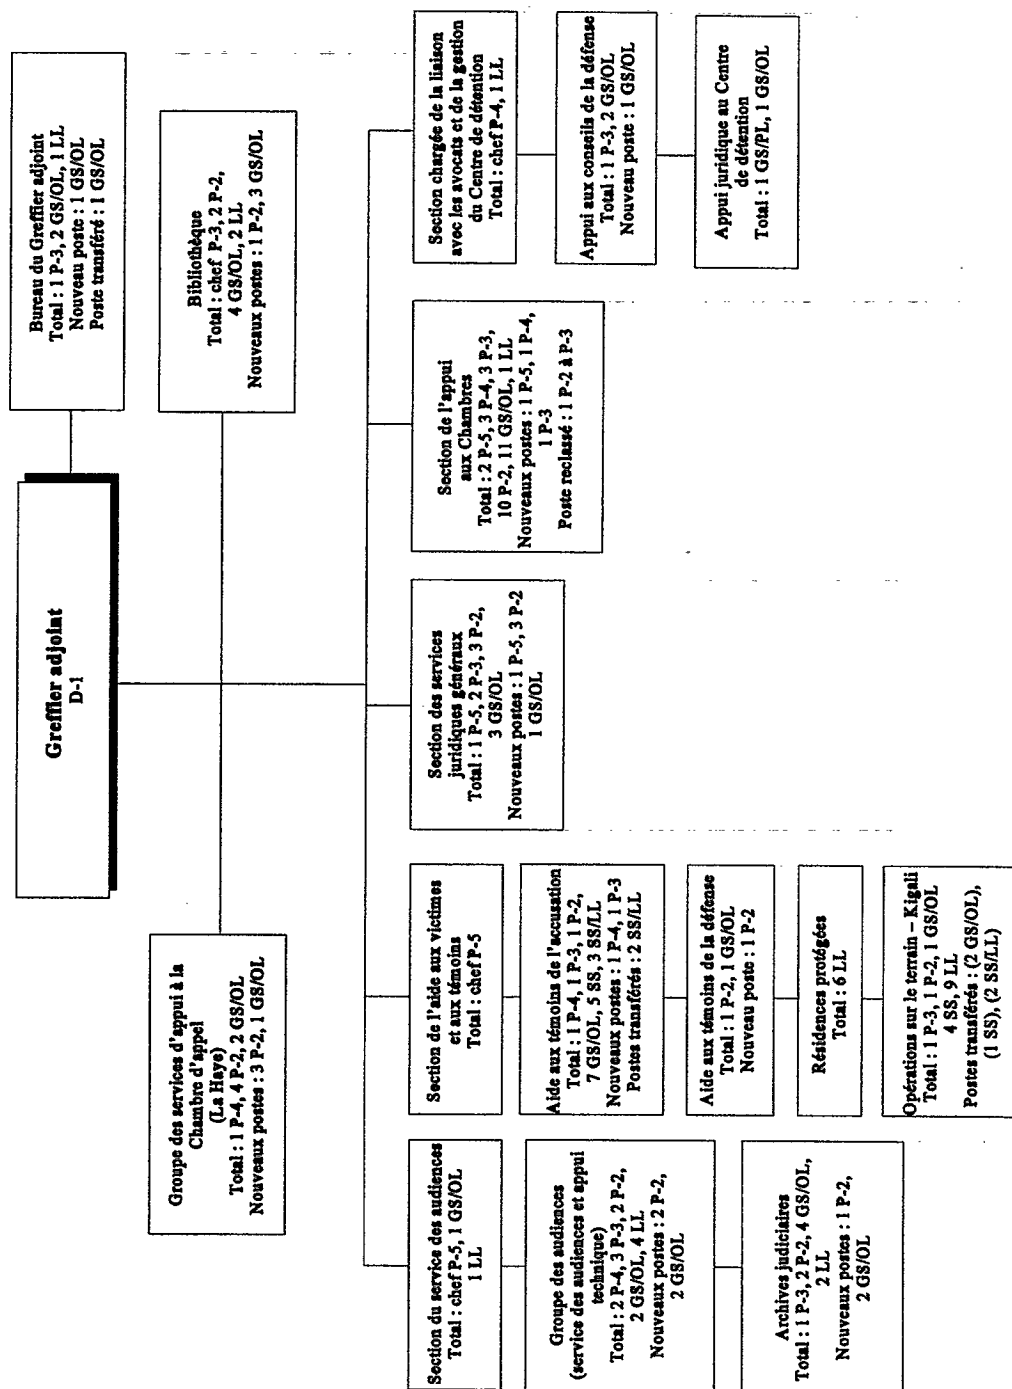 Greffier adjoint
D-1
Bureau du Greffier adjoint
Total : 1 P-3, 2 GS/OL, 1 LL
Nouveau poste : 1 GS/OL
Poste transféré : 1 GS/OL
Groupe des services d'appui à la
Chambre d'appel
(La Haye)
Total : 1 P-4, 4 P-2, 2 GS/OL
Nouveaux postes : 3 P-2, 1 GS/OL
Bibliothèque
Total : chef P-3, 2 P-2,
4 GS/OL, 2 LL
Nouveaux postes : 1 P-2, 3 GS/OL
Section du service des audiences
Total : chef P-5, 1 GS/OL
1 LL
Groupe des audiences
(service des audiences et appui
technique)
Total : 2 P-4, 3 P-3, 2 P-2,
2 GS/OL, 4 LL
Nouveaux postes : 2 P-2,
2 GS/OL
Archives judiciaires
Total : 1 P-3, 2 P-2, 4 GS/OL,
2 LL
Nouveaux postes : 1 P-2,
2 GS/OL
Section de l'aide aux victimes
et aux témoins
Total : chef P-5
Aide aux témoins de l'accusation
Total : 1 P-4, 1 P-3, 1 P-2,
7 GS/OL, 5 SS, 3 SS/LL
Nouveaux postes : 1 P-4, 1 P-3
Postes transférés : 2 SS/LL
Aide aux témoins de la défense
Total : 1 P-2, 1 GS/OL
Nouveau poste : 1 P-2
Résidences protégées
Total : 6 LL
Opérations sur le terrain – Kigali
Total : 1 P-3, 1 P-2, 1 GS/OL
4 SS, 9 LL
Postes transférés : (2 GS/OL),
(1 SS), (2 SS/LL)
Section des services
juridiques généraux
Total : 1 P-5, 2 P-3, 3 P-2,
3 GS/OL
Nouveaux postes : 1 P-5, 3 P-2
1 GS/OL
Section de l'appui
aux Chambres
Total : 2 P-5, 3 P-4, 3 P-3,
10 P-2, 11 GS/OL, 1 LL
Nouveaux postes : 1 P-5, 1 P-4,
1 P-3
Poste reclassé : 1 P-2 à P-3
Section chargée de la liaison
avec les avocats et de la gestion
du Centre de détention
Total : chef P-4, 1 LL
Appui aux conseils de la défense
Total : 1 P-3, 2 GS/OL
Nouveau poste : 1 GS/OL
Appui juridique au Centre
de détention
Total : 1 GS/PL, 1 GS/OL